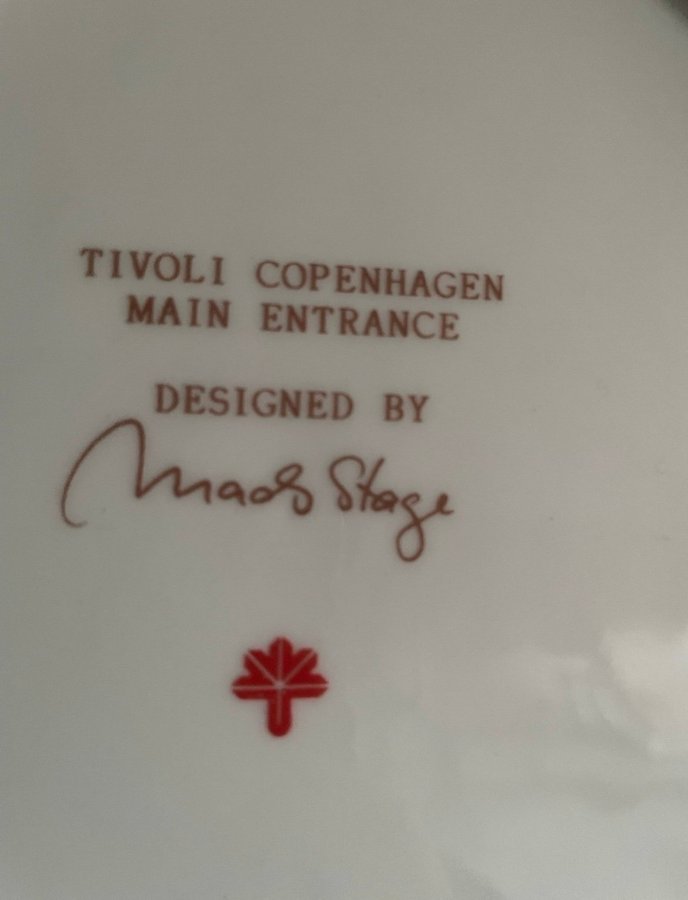 TIVOLI COPENHAGEN
MAIN ENTRANCE
DESIGNED BY
Mads Stage